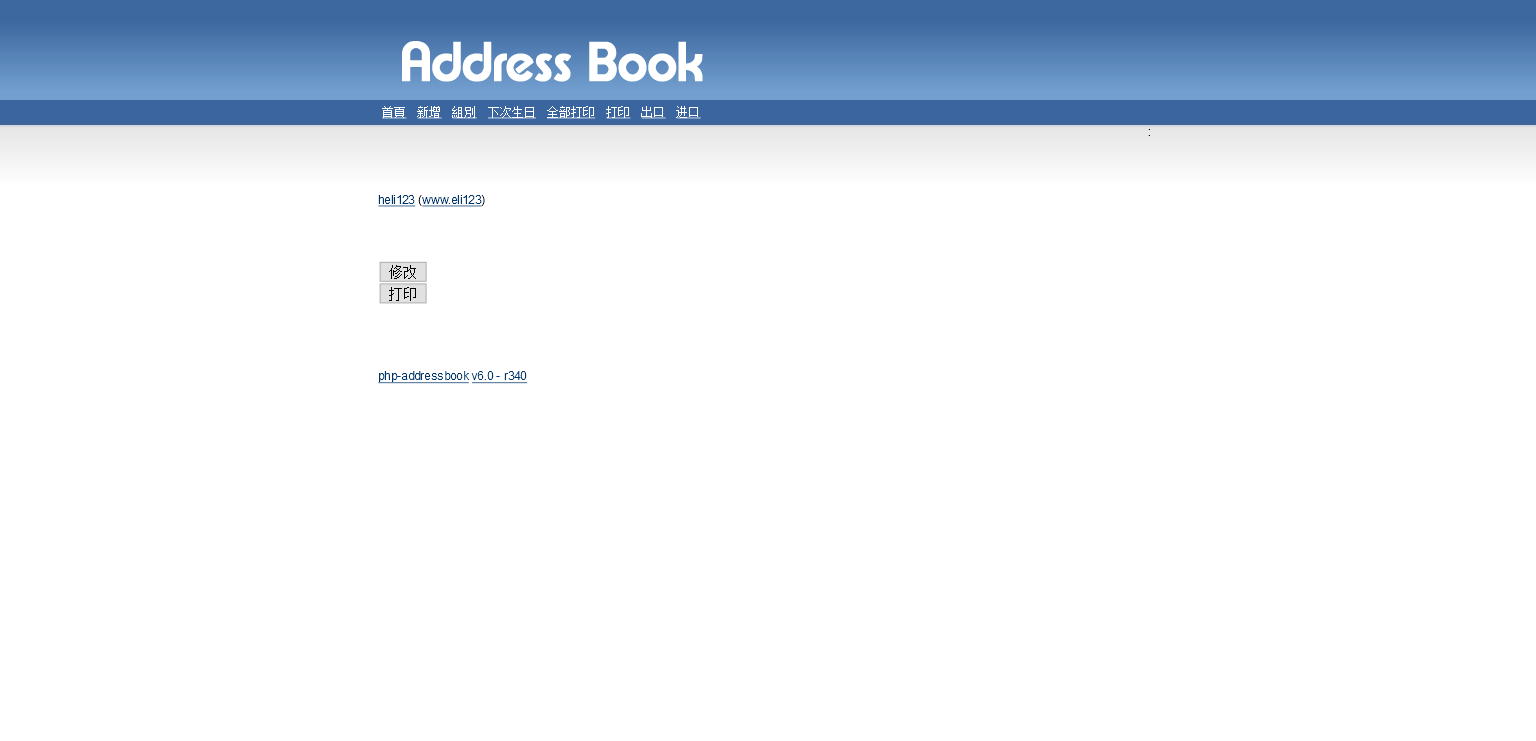 Address Book
首頁 新增 組別 下次生日 全部打印 打印 出口 进口
:
heli123 (www.eli123)
修改
打印
php-addressbook v6.0 - r340